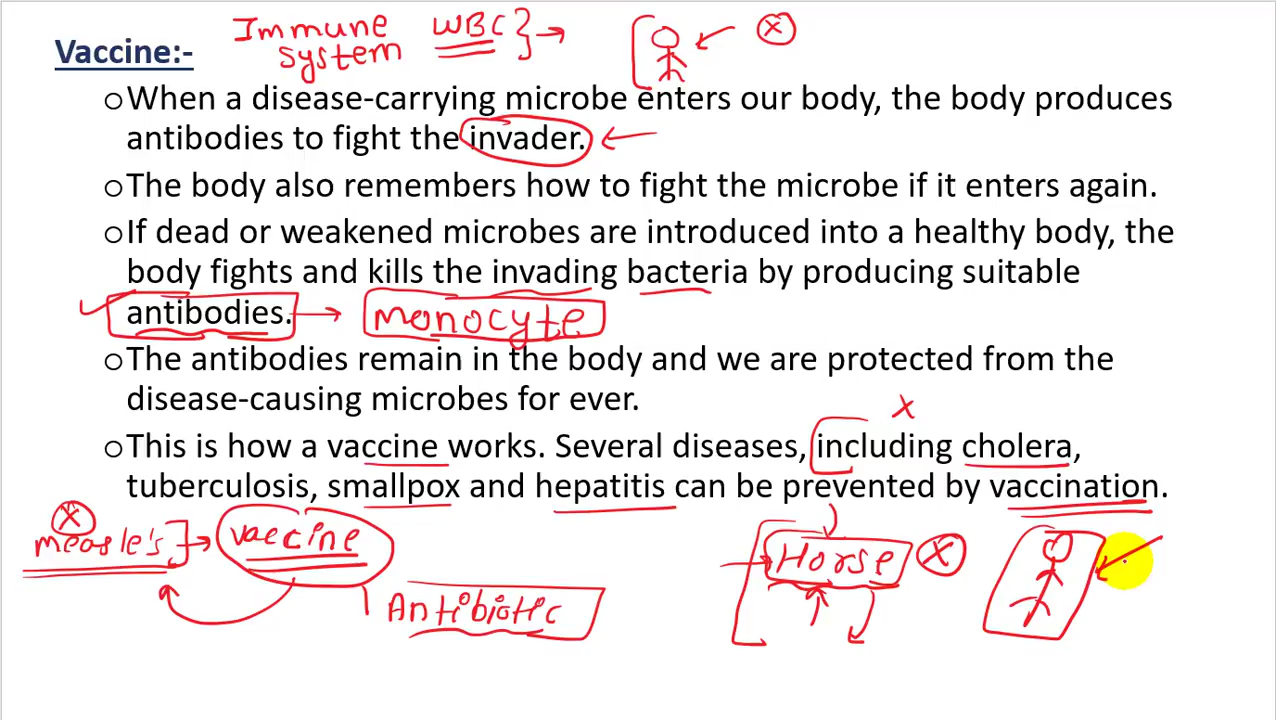 Immune WBC
System
Vaccine:-
○When a disease-carrying microbe enters our body, the body produces
antibodies to fight the invader.
○The body also remembers how to fight the microbe if it enters again.
○If dead or weakened microbes are introduced into a healthy body, the
body fights and kills the invading bacteria by producing suitable
antibodies. → monocyte
○The antibodies remain in the body and we are protected from the
disease-causing microbes for ever.
○This is how a vaccine works. Several diseases, including cholera,
tuberculosis, smallpox and hepatitis can be prevented by vaccination.
measle's → vaccine Horse
Antibiotic